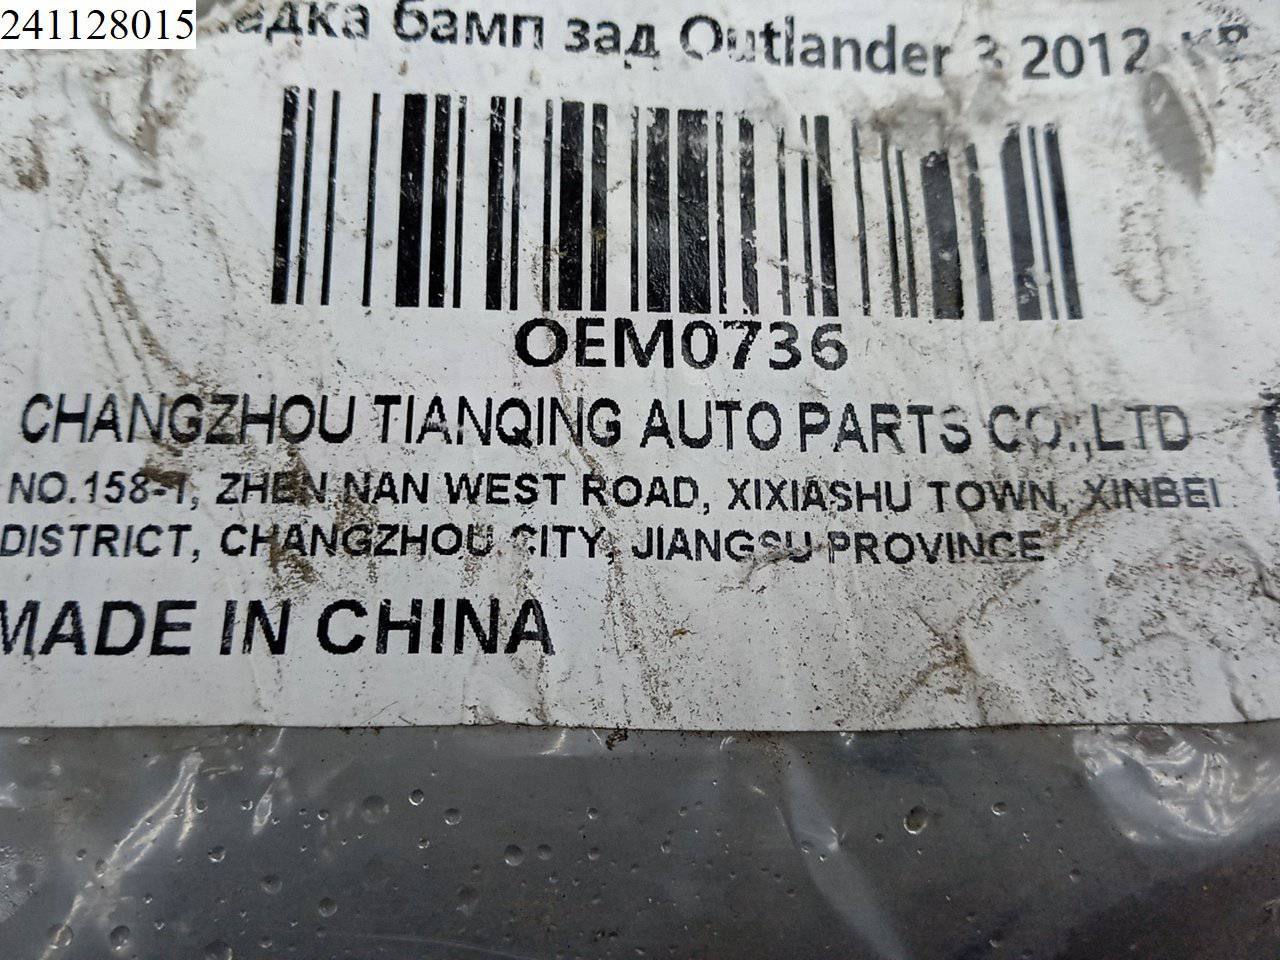 241128015
бамп зад Outlander 3 2012
OEM0736
CHANGZHOU TIANQING AUTO PARTS CO.,LTD
NO.158-1, ZHEN NAN WEST ROAD, XIXIASHU TOWN, XINBEI
DISTRICT, CHANGZHOU CITY, JIANGSU PROVINCE
MADE IN CHINA